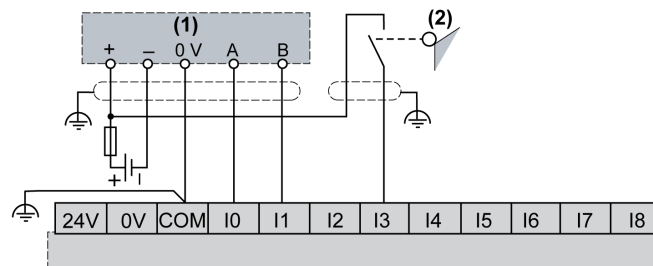 (1)
(2)
+ – 0 V A B
+ –
24V 0V COM I0 I1 I2 I3 I4 I5 I6 I7 I8